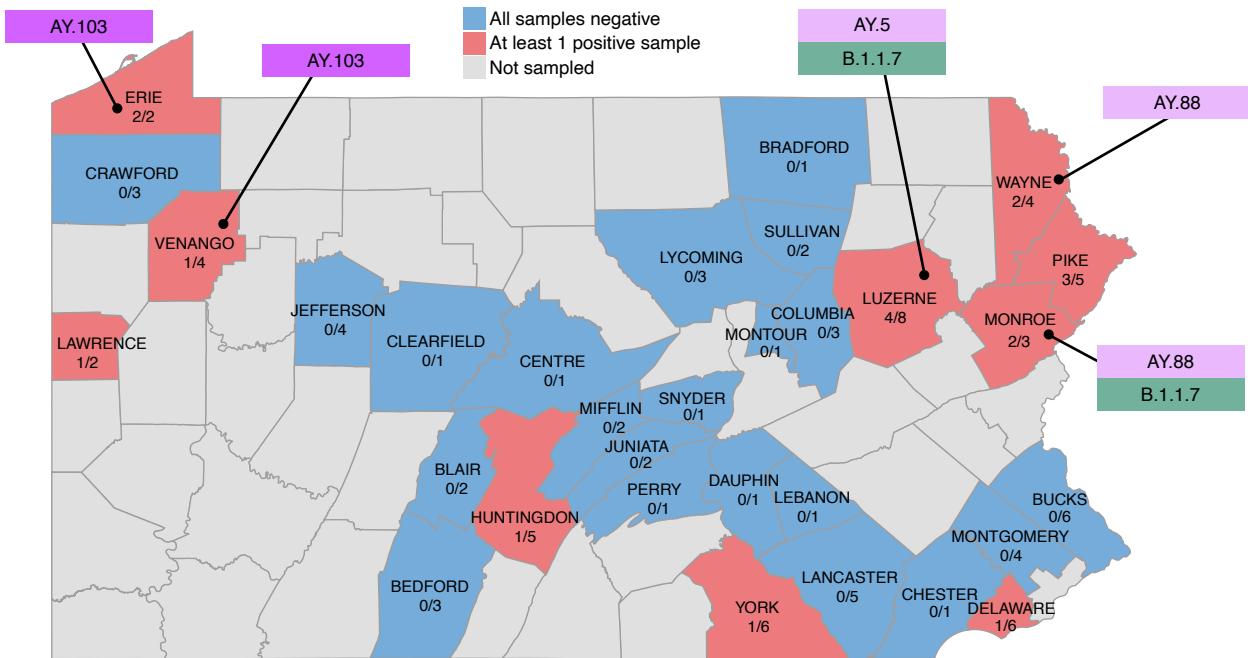 All samples negative
At least 1 positive sample
Not sampled
AY.103
AY.103
AY.5
B.1.1.7
AY.88
AY.88
B.1.1.7
ERIE
2/2
CRAWFORD
0/3
VENANGO
1/4
LAWRENCE
1/2
JEFFERSON
0/4
CLEARFIELD
0/1
CENTRE
0/1
BRADFORD
0/1
SULLIVAN
0/2
LYCOMING
0/3
COLUMBIA
0/3
MONTOUR
0/1
LUZERNE
4/8
WAYNE
2/4
PIKE
3/5
MONROE
2/3
SNYDER
0/1
MIFFLIN
0/2
JUNIATA
0/2
PERRY
0/1
BLAIR
0/2
HUNTINGDON
1/5
BEDFORD
0/3
DAUPHIN
0/1
LEBANON
0/1
LANCASTER
0/5
YORK
1/6
CHESTER
0/1
DELAWARE
1/6
MONTGOMERY
0/4
BUCKS
0/6